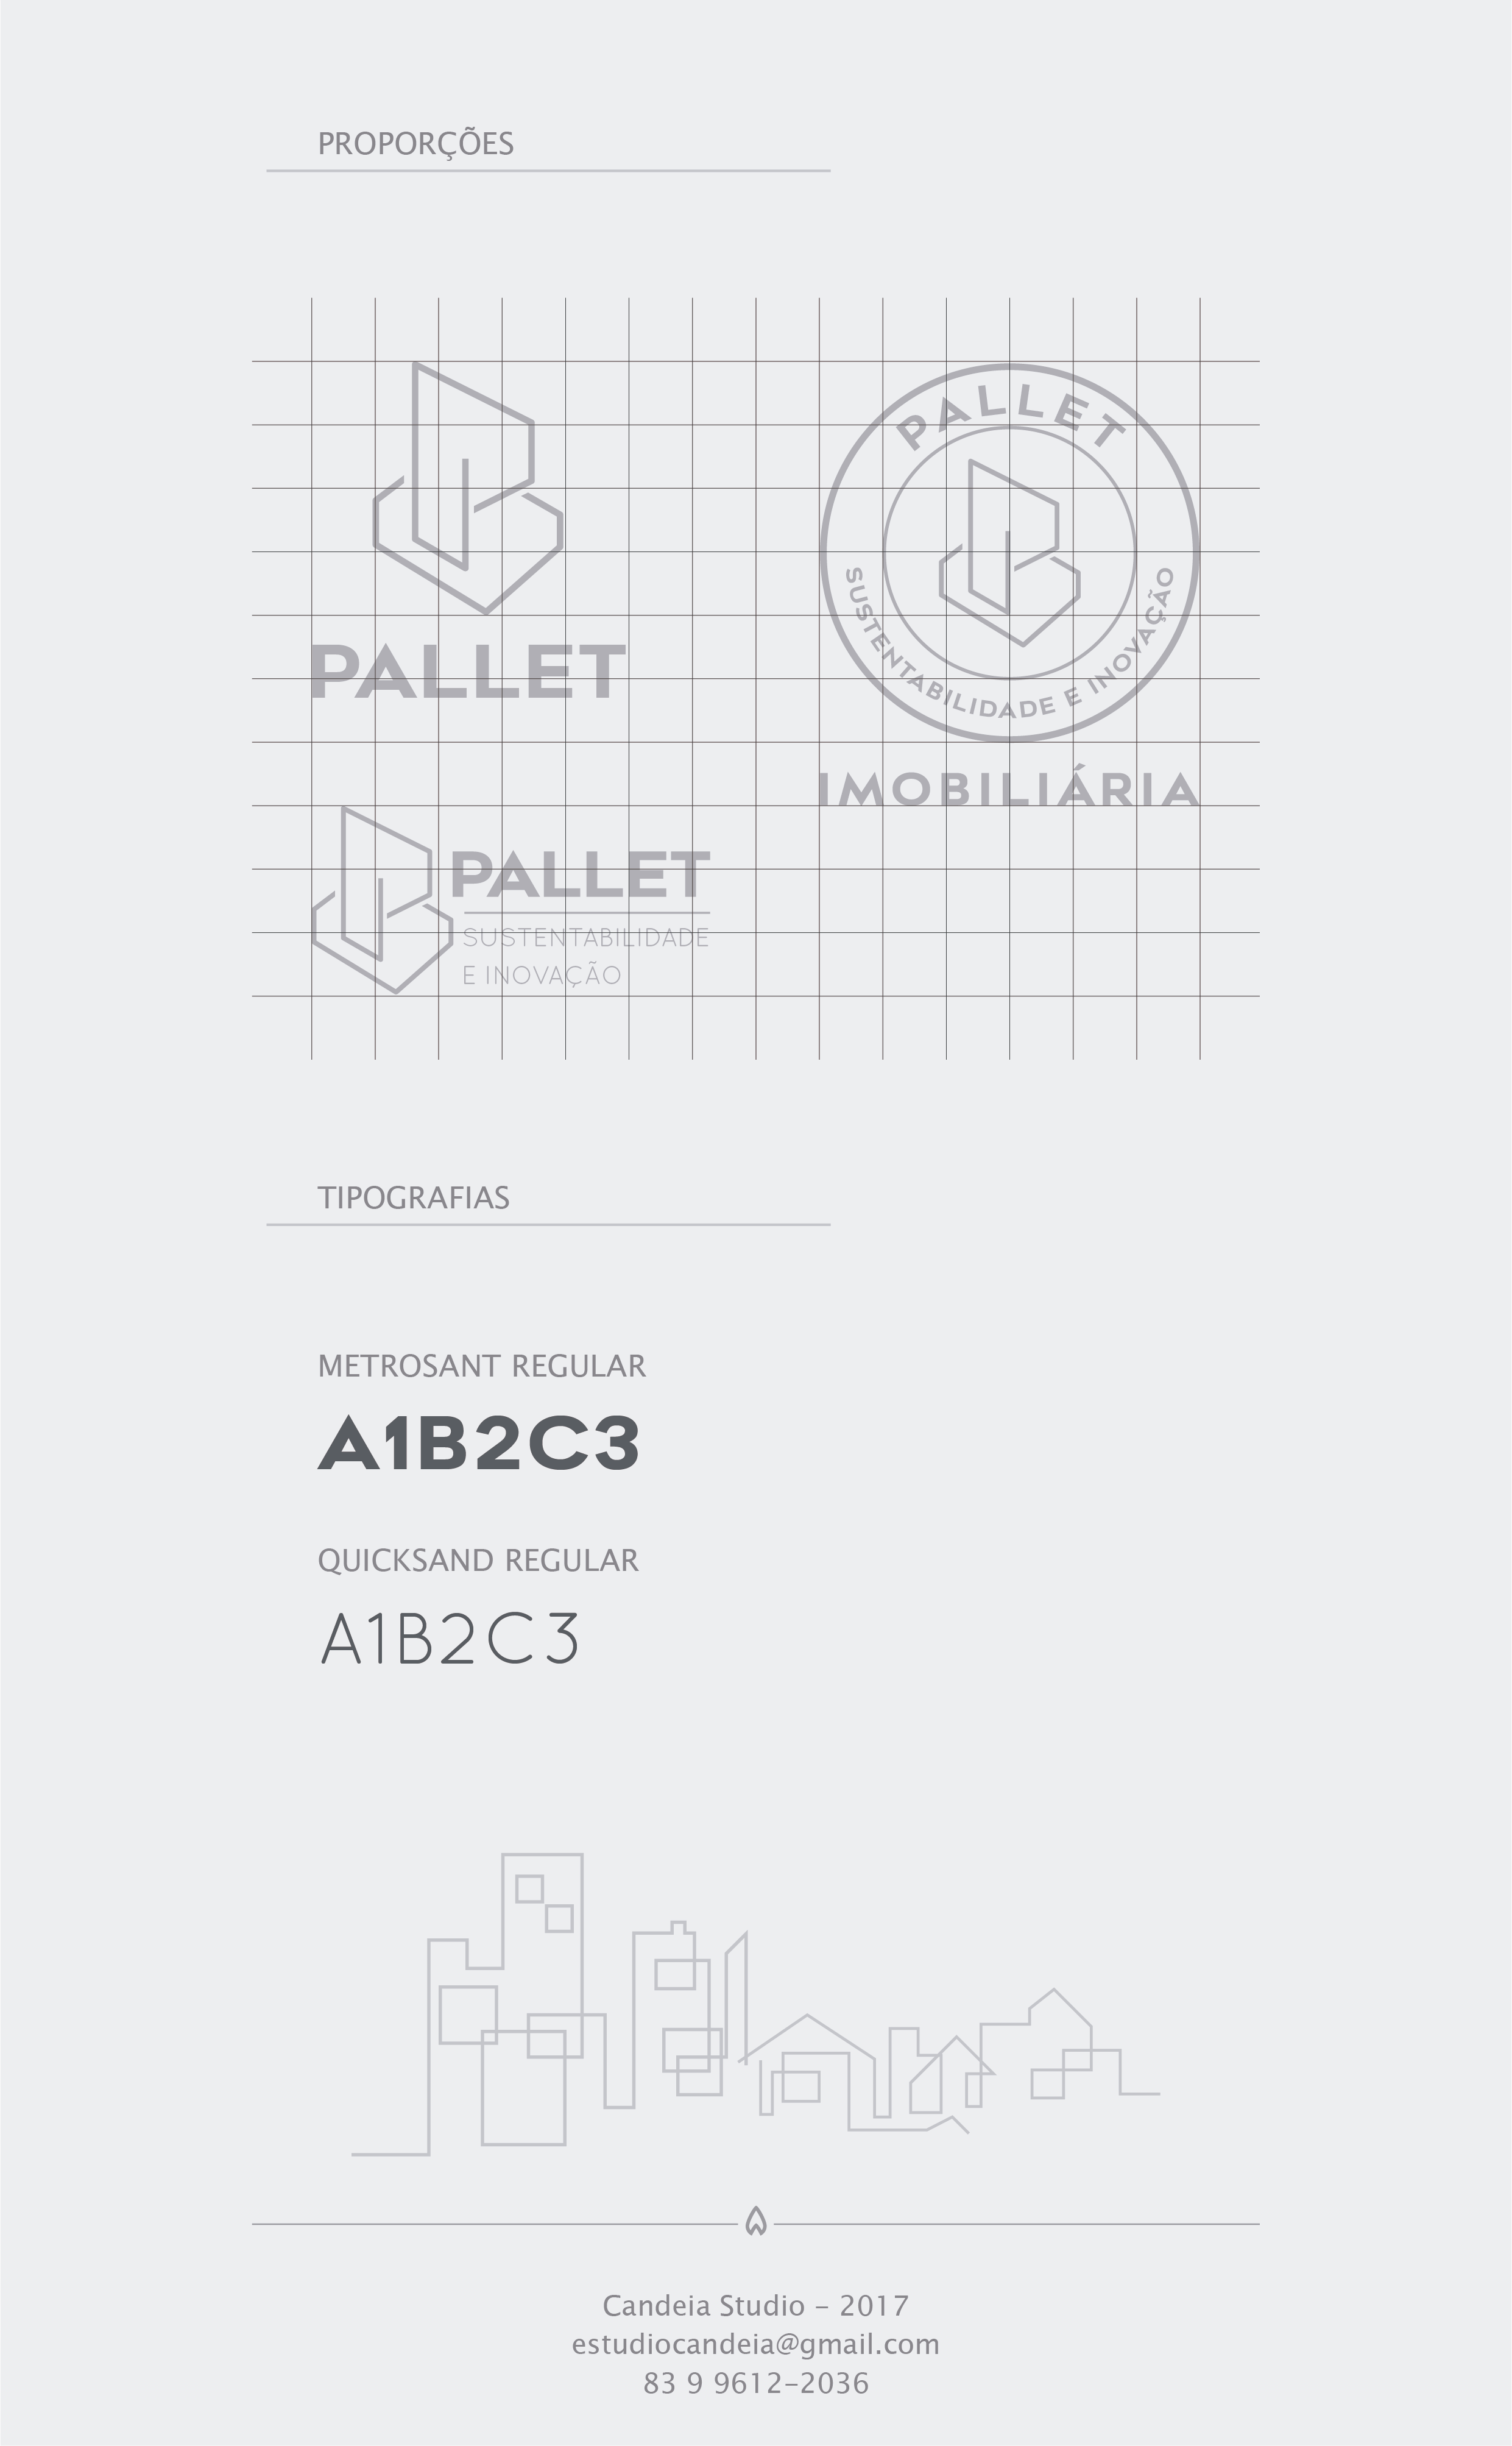 PROPORÇÕES
PALLET
PALLET
SUSTENTABILIDADE E INOVAÇÃO
IMOBILIÁRIA
PALLET
SUSTENTABILIDADE
E INOVAÇÃO
TIPOGRAFIAS
METROSANT REGULAR
A1B2C3
QUICKSAND REGULAR
A1B2C3
Candeia Studio - 2017
estudiocandeia@gmail.com
83 9 9612-2036